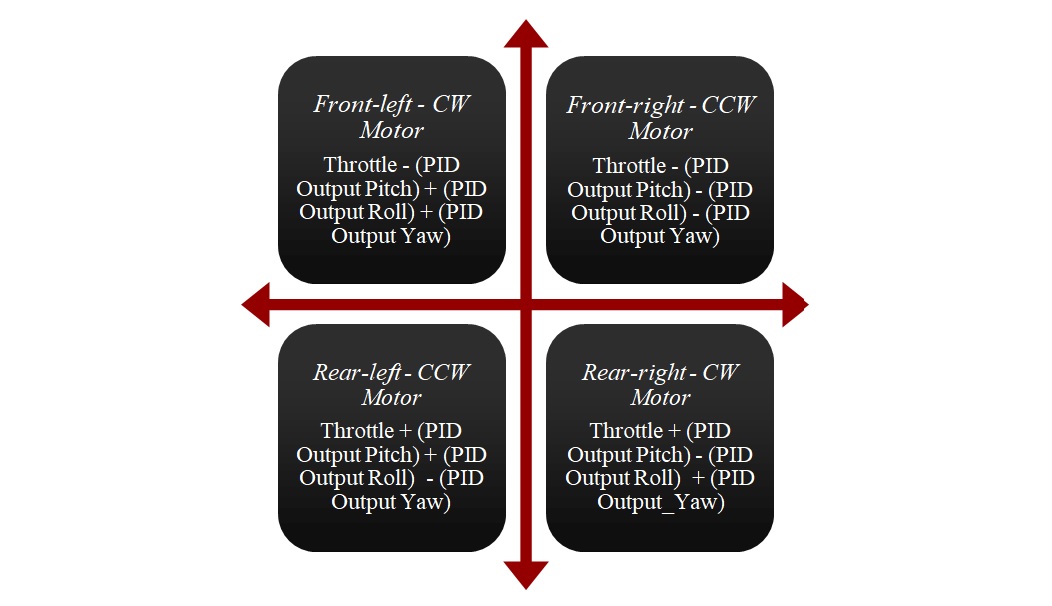 Front-left - CW
Motor
Throttle - (PID
Output Pitch) + (PID
Output Roll) + (PID
Output Yaw)
Front-right - CCW
Motor
Throttle - (PID
Output Pitch) - (PID
Output Roll) - (PID
Output Yaw)
Rear-left - CCW
Motor
Throttle + (PID
Output Pitch) + (PID
Output Roll)  - (PID
Output Yaw)
Rear-right - CW
Motor
Throttle + (PID
Output Pitch) - (PID
Output Roll)  + (PID
Output_Yaw)